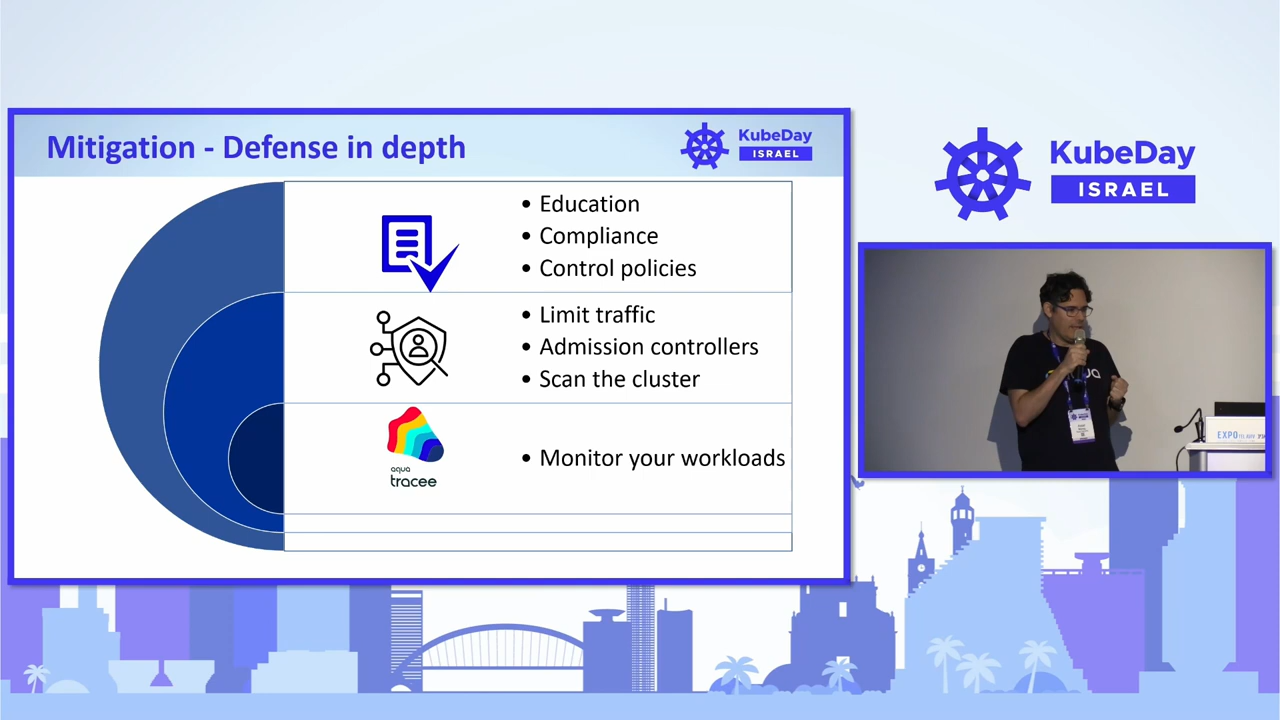 Mitigation - Defense in depth
KubeDay
ISRAEL
• Education
• Compliance
• Control policies
• Limit traffic
• Admission controllers
• Scan the cluster
aqua
tracee
• Monitor your workloads
KubeDay
ISRAEL
EXPO